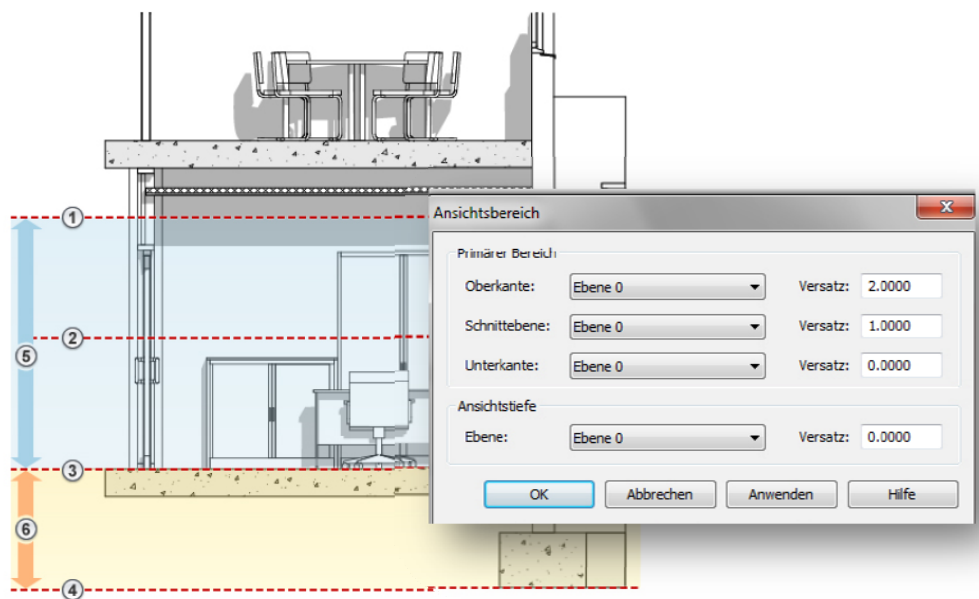 1
Ansichtsbereich
Primärer Bereich
Oberkante: Ebene 0 Versatz: 2.0000
2
Schnittebene: Ebene 0 Versatz: 1.0000
5
Unterkante: Ebene 0 Versatz: 0.0000
Ansichtstiefe
Ebene: Ebene 0 Versatz: 0.0000
3
OK Abbrechen Anwenden Hilfe
6
4